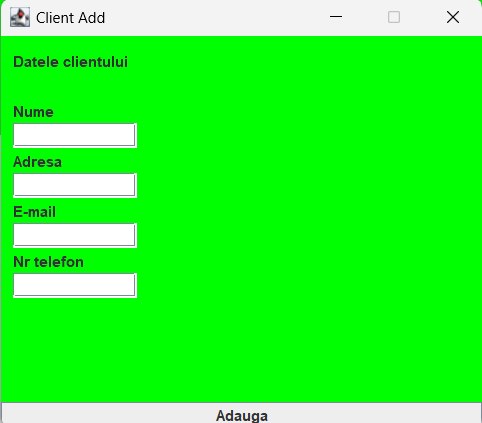 Client Add
Datele clientului
Nume
Adresa
E-mail
Nr telefon
Adauga